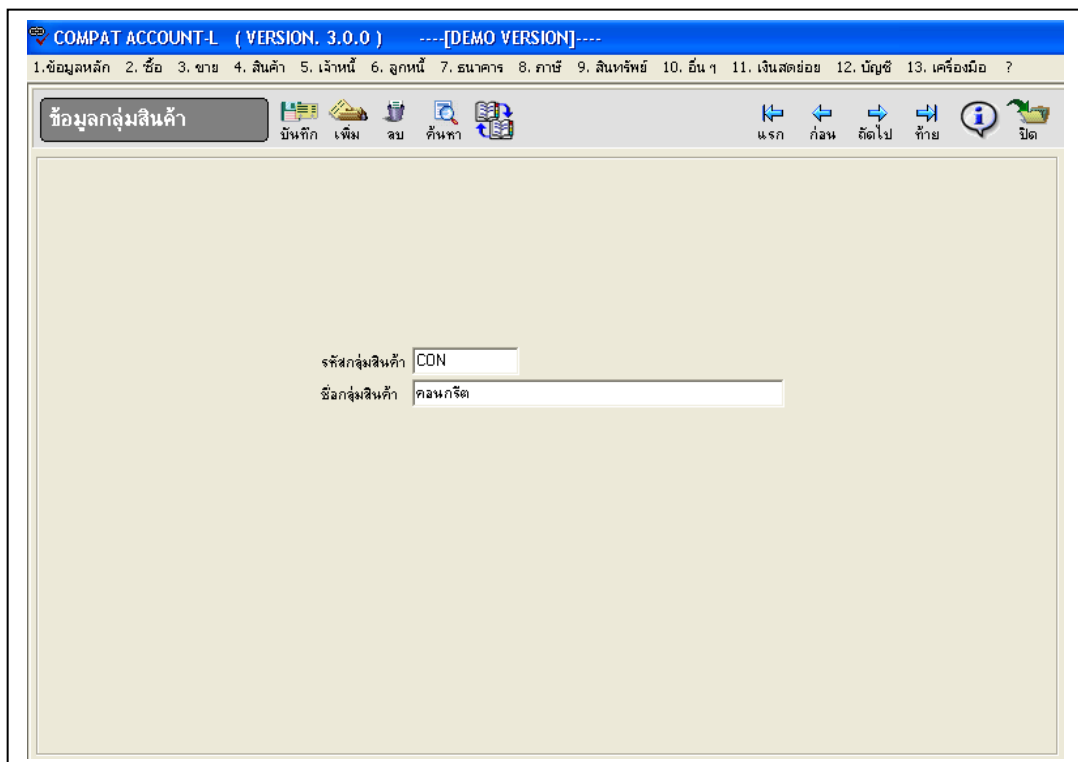 COMPAT ACCOUNT-L ( VERSION. 3.0.0 ) ----[DEMO VERSION]----
1.ข้อมูลหลัก 2. ซื้อ 3. ขาย 4. สินค้า 5. เจ้าหนี้ 6. ลูกหนี้ 7. ธนาคาร 8. ภาษี 9. สินทรัพย์ 10. อื่น ๆ 11. เงินสดย่อย 12. บัญชี 13. เครื่องมือ ?
ข้อมูลกลุ่มสินค้า บันทึก เพิ่ม ลบ ค้นหา แรก ก่อน ถัดไป ท้าย ปิด
รหัสกลุ่มสินค้า CON
ชื่อกลุ่มสินค้า คอนกรีต